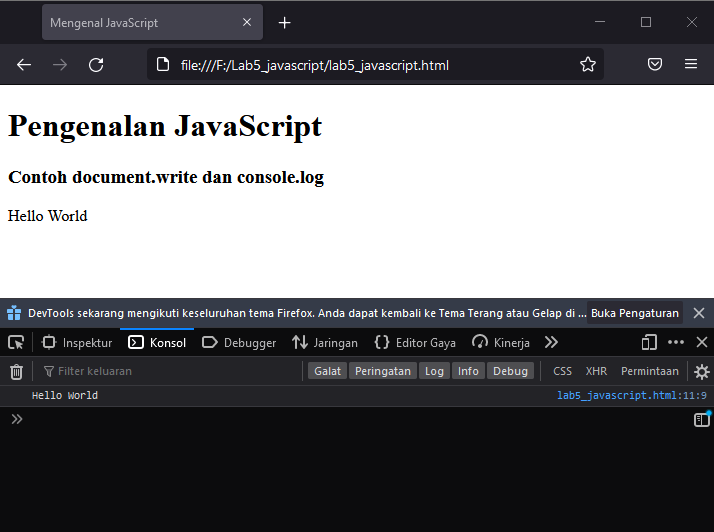 Mengenal JavaScript
file:///F:/Lab5_javascript/lab5_javascript.html
Pengenalan JavaScript
Contoh document.write dan console.log
Hello World
DevTools sekarang mengikuti keseluruhan tema Firefox. Anda dapat kembali ke Tema Terang atau Gelap di ... Buka Pengaturan
Inspektur Konsol Debugger Jaringan Editor Gaya Kinerja
Filter keluaran Galat Peringatan Log Info Debug CSS XHR Permintaan
Hello World lab5_javascript.html:11:9